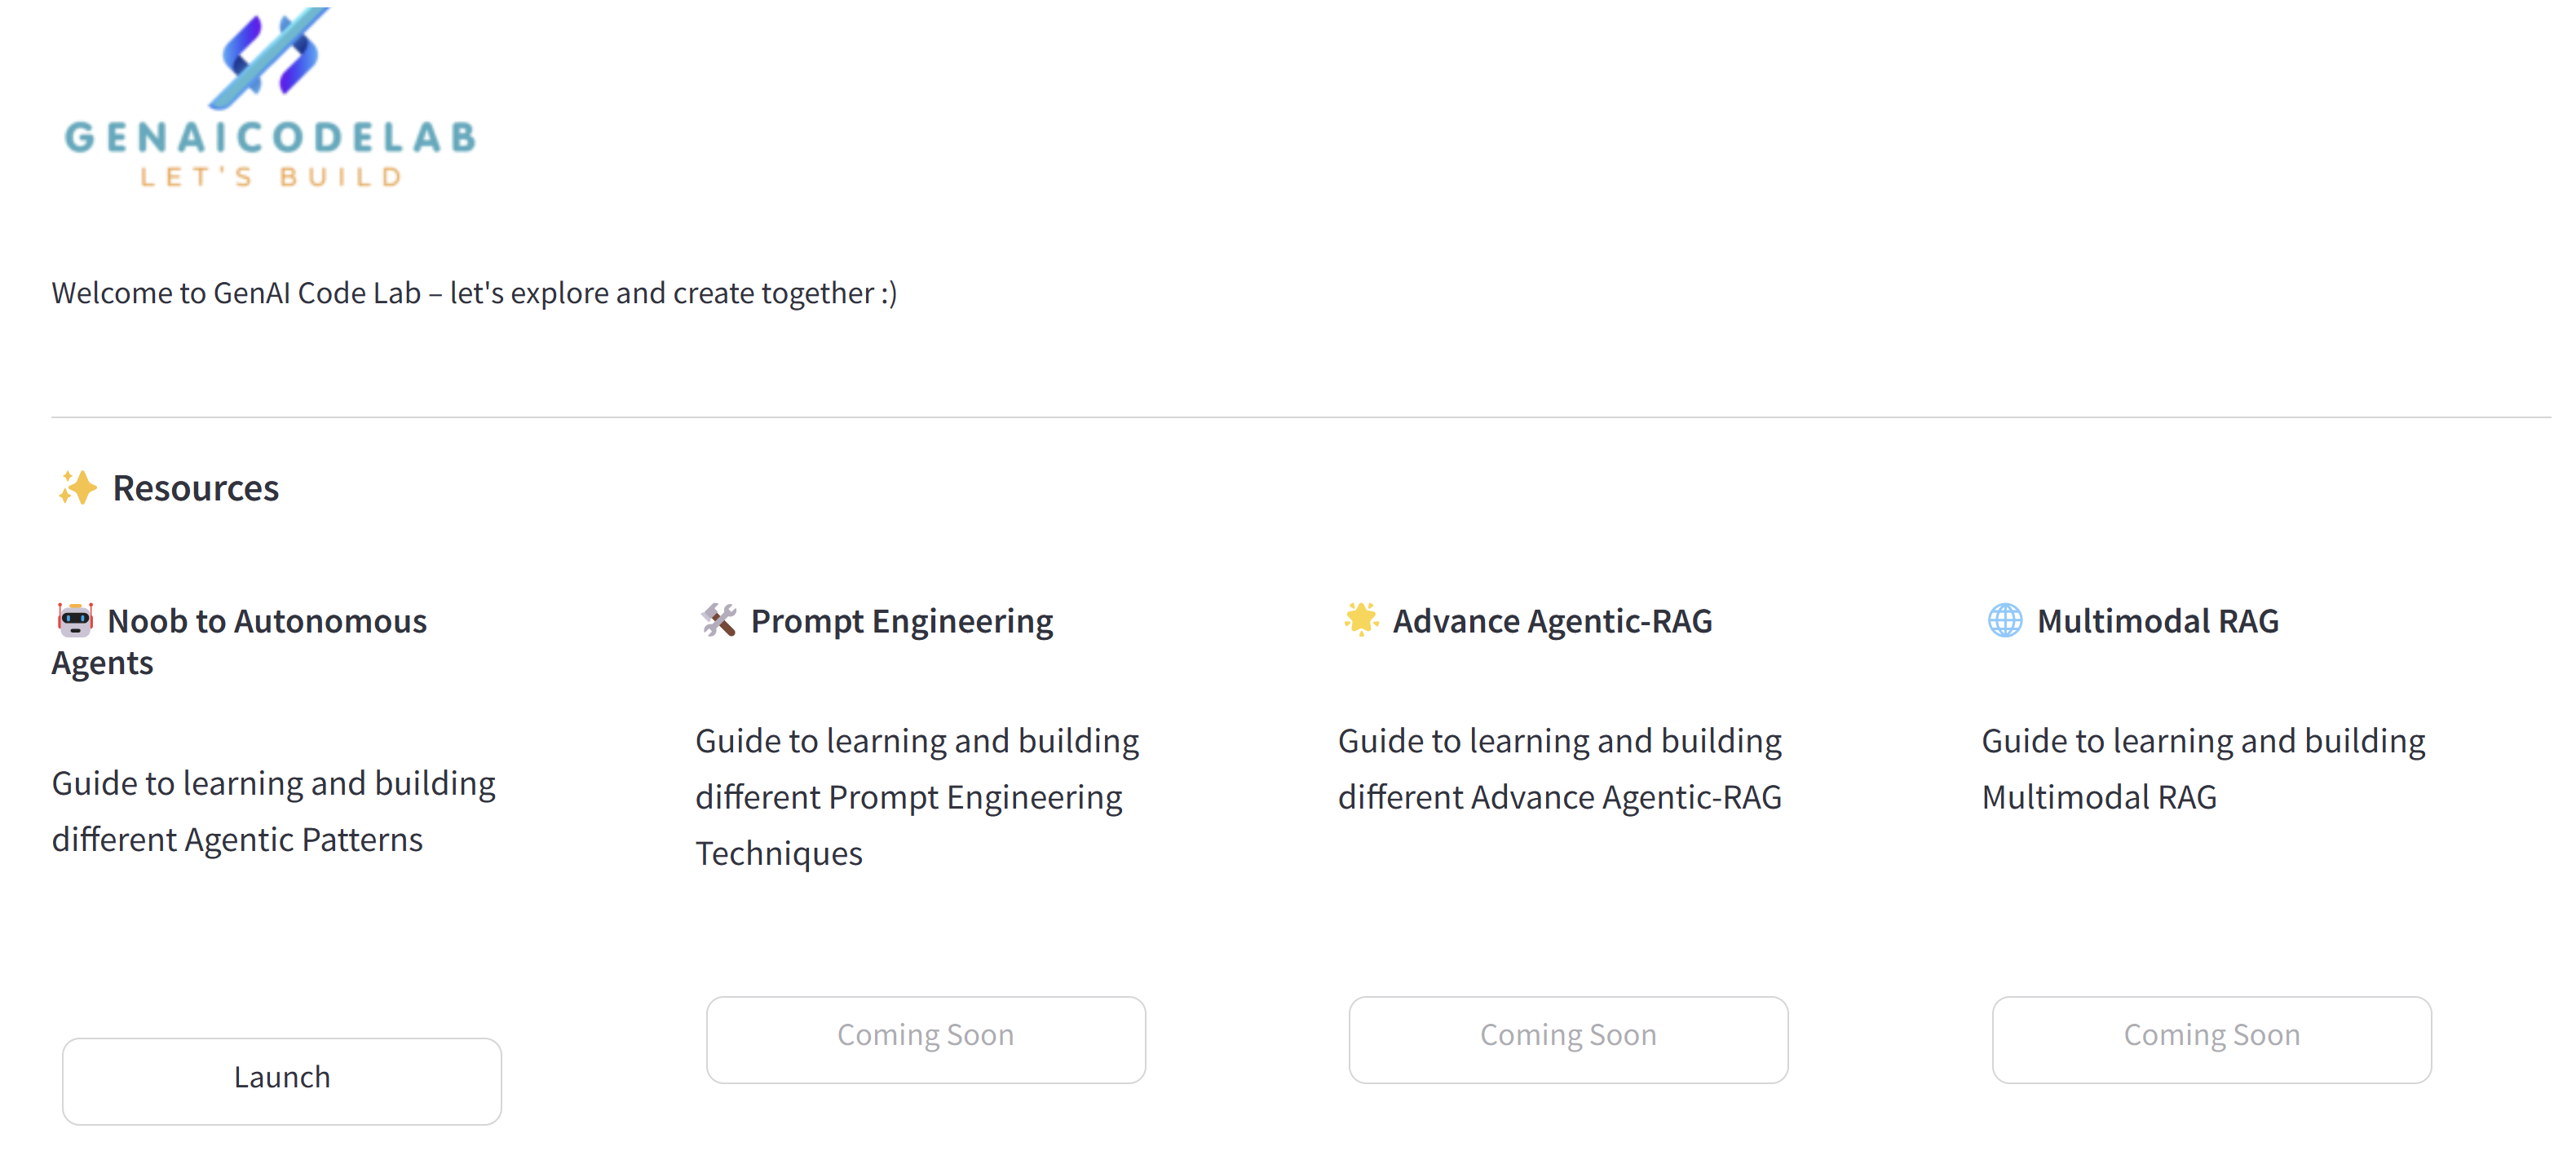 GENAICODELAB
LET'S BUILD
Welcome to GenAI Code Lab – let's explore and create together :)
✨ Resources
🤖 Noob to Autonomous
Agents
Guide to learning and building
different Agentic Patterns
Launch
🛠️ Prompt Engineering
Guide to learning and building
different Prompt Engineering
Techniques
Coming Soon
🌟 Advance Agentic-RAG
Guide to learning and building
different Advance Agentic-RAG
Coming Soon
🌐 Multimodal RAG
Guide to learning and building
Multimodal RAG
Coming Soon